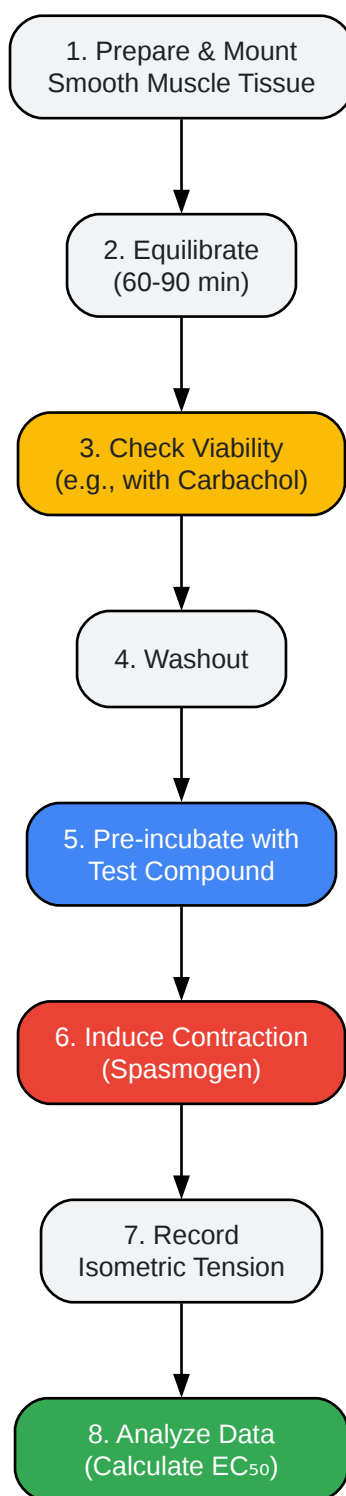 1. Prepare & Mount
Smooth Muscle Tissue
2. Equilibrate
(60-90 min)
3. Check Viability
(e.g., with Carbachol)
4. Washout
5. Pre-incubate with
Test Compound
6. Induce Contraction
(Spasmogen)
7. Record
Isometric Tension
8. Analyze Data
(Calculate EC₅₀)